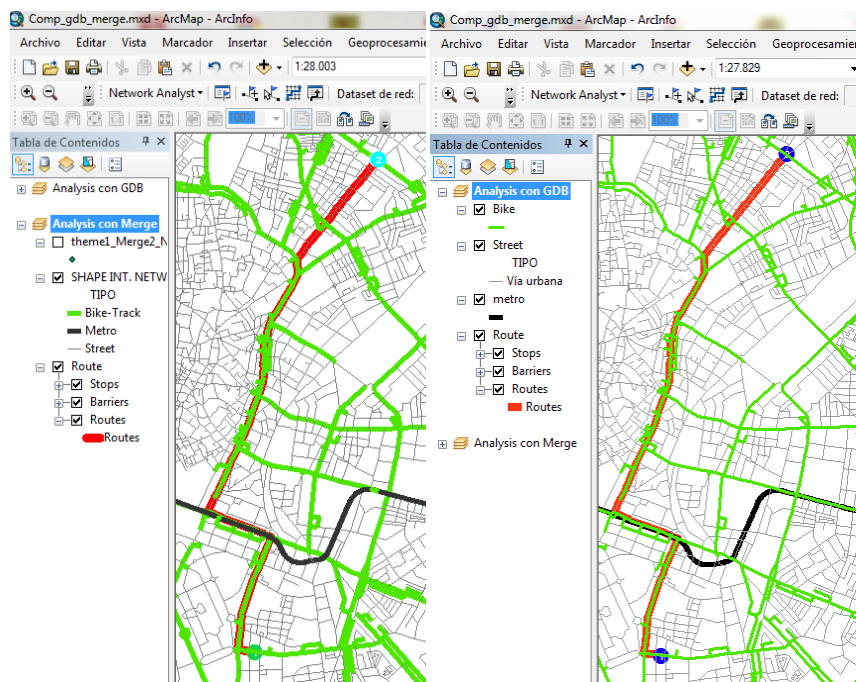 Comp_gdb_merge.mxd - ArcMap - ArcInfo
Archivo Editar Vista Marcador Insertar Selección Geoprocesamie
1:28.003
Network Analyst Dataset de red:
100%
Tabla de Contenidos
Analysis con GDB
Analysis con Merge
theme1_Merge2_N
SHAPE INT. NETW
TIPO
Bike-Track
Metro
Street
Route
Stops
Barriers
Routes
Routes
2
Comp_gdb_merge.mxd - ArcMap - ArcInfo
Archivo Editar Vista Marcador Insertar Selección Geoprocesamier
1:27.829
Network Analyst Dataset de red:
100%
Tabla de Contenidos
Analysis con GDB
Bike
Street
TIPO
Vía urbana
metro
Route
Stops
Barriers
Routes
Routes
Analysis con Merge